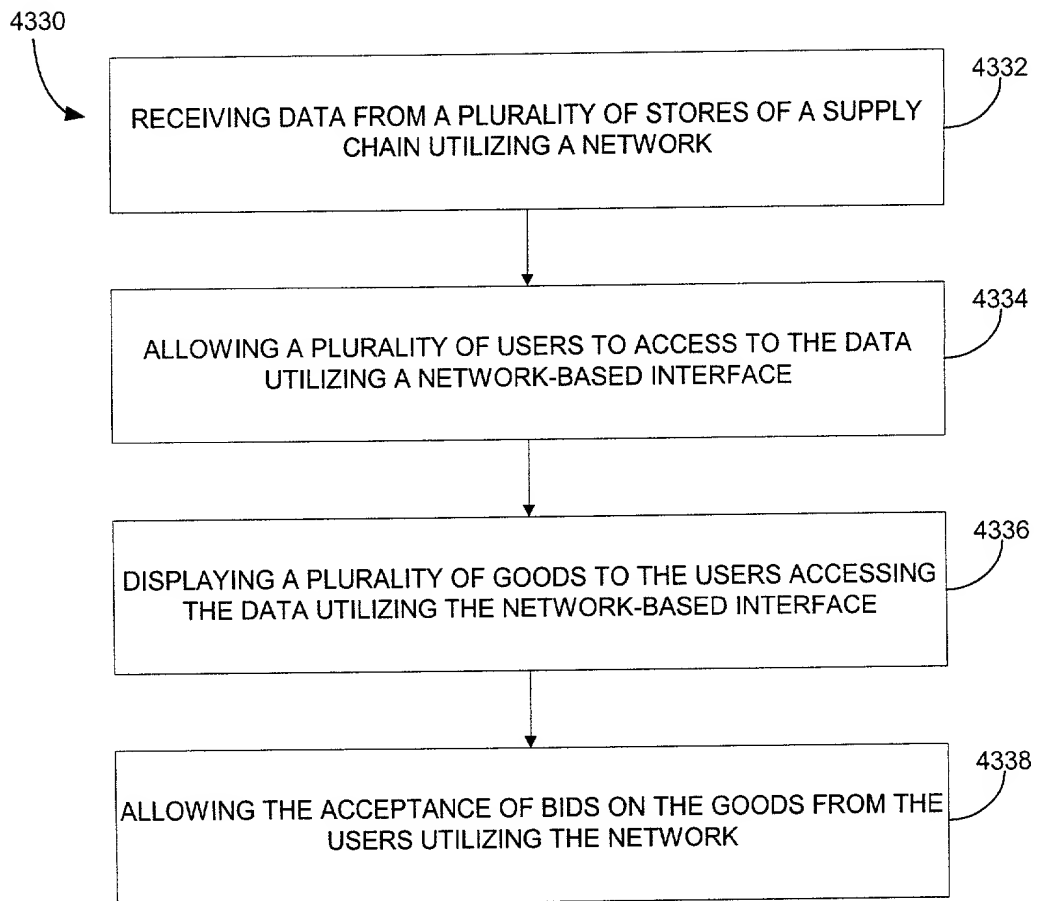 4330
4332
RECEIVING DATA FROM A PLURALITY OF STORES OF A SUPPLY
CHAIN UTILIZING A NETWORK
4334
ALLOWING A PLURALITY OF USERS TO ACCESS TO THE DATA
UTILIZING A NETWORK-BASED INTERFACE
4336
DISPLAYING A PLURALITY OF GOODS TO THE USERS ACCESSING
THE DATA UTILIZING THE NETWORK-BASED INTERFACE
4338
ALLOWING THE ACCEPTANCE OF BIDS ON THE GOODS FROM THE
USERS UTILIZING THE NETWORK